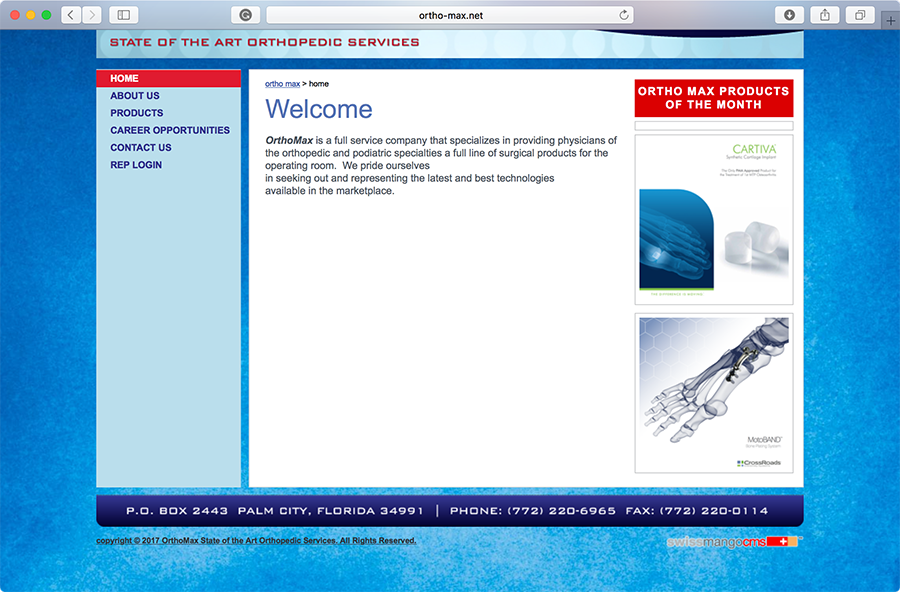 ortho-max.net
STATE OF THE ART ORTHOPEDIC SERVICES
HOME
ABOUT US
PRODUCTS
CAREER OPPORTUNITIES
CONTACT US
REP LOGIN
ortho max > home
Welcome
OrthoMax is a full service company that specializes in providing physicians of
the orthopedic and podiatric specialties a full line of surgical products for the
operating room. We pride ourselves
in seeking out and representing the latest and best technologies
available in the marketplace.
ORTHO MAX PRODUCTS
OF THE MONTH
CARTIVA
Synthetic Cartilage Implant
MotoBAND
CrossRoads
P.O. BOX 2443 PALM CITY, FLORIDA 34991 | PHONE: (772) 220-6965 FAX: (772) 220-0114
copyright © 2017 OrthoMax State of the Art Orthopedic Services. All Rights Reserved.
swissmangocms